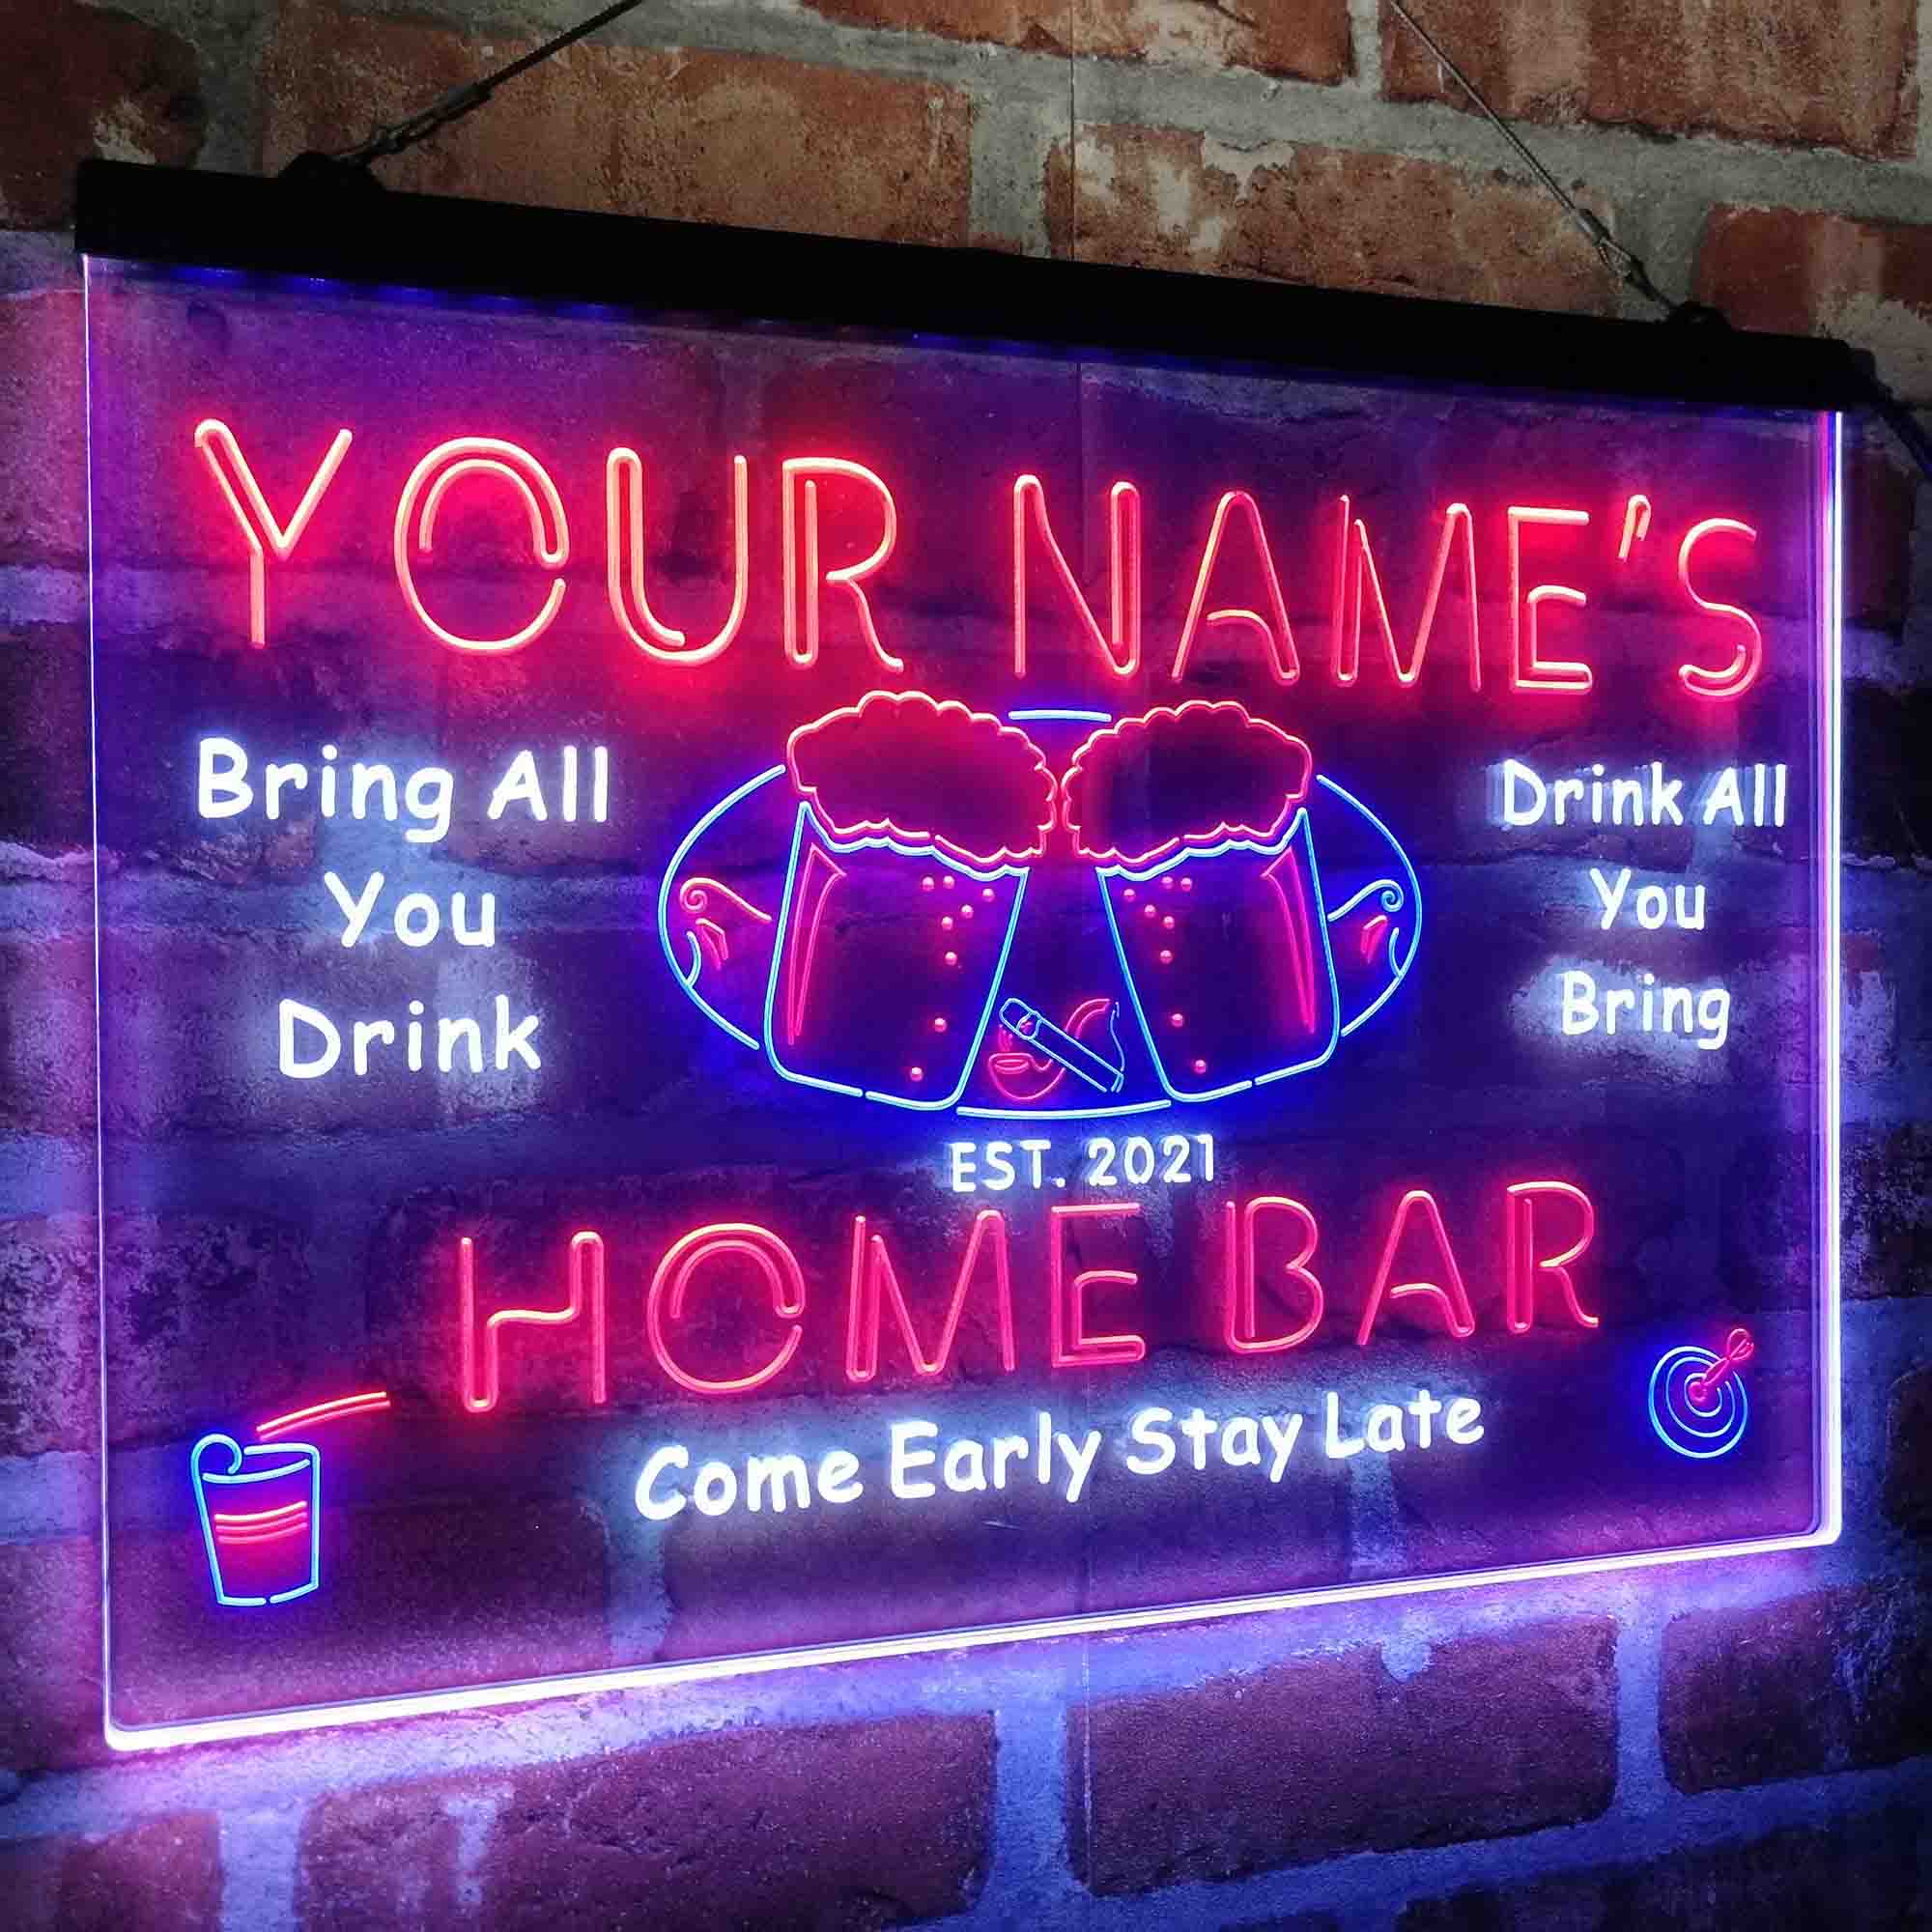 YOUR NAME'S
Bring All
You
Drink
Drink All
You
Bring
EST. 2021
HOME BAR
Come Early Stay Late